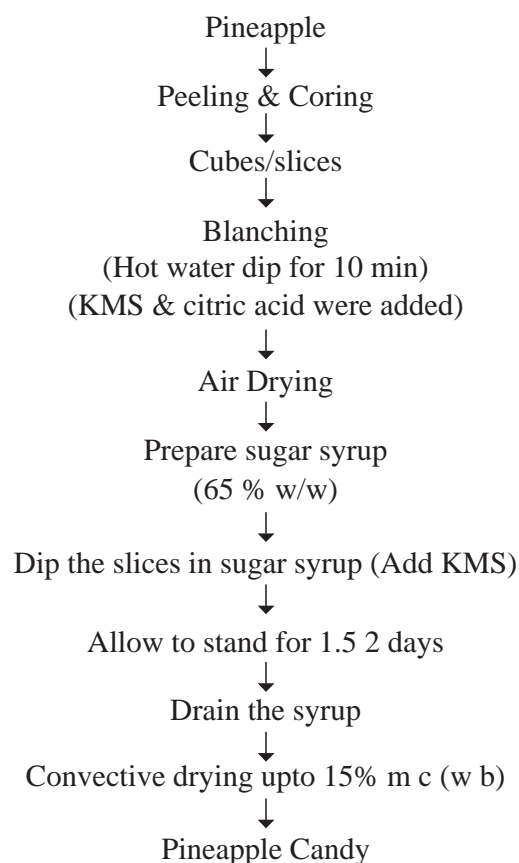 Pineapple
Peeling & Coring
Cubes/slices
Blanching
(Hot water dip for 10 min)
(KMS & citric acid were added)
Air Drying
Prepare sugar syrup
(65 % w/w)
Dip the slices in sugar syrup (Add KMS)
Allow to stand for 1.5 2 days
Drain the syrup
Convective drying upto 15% m c (w b)
Pineapple Candy